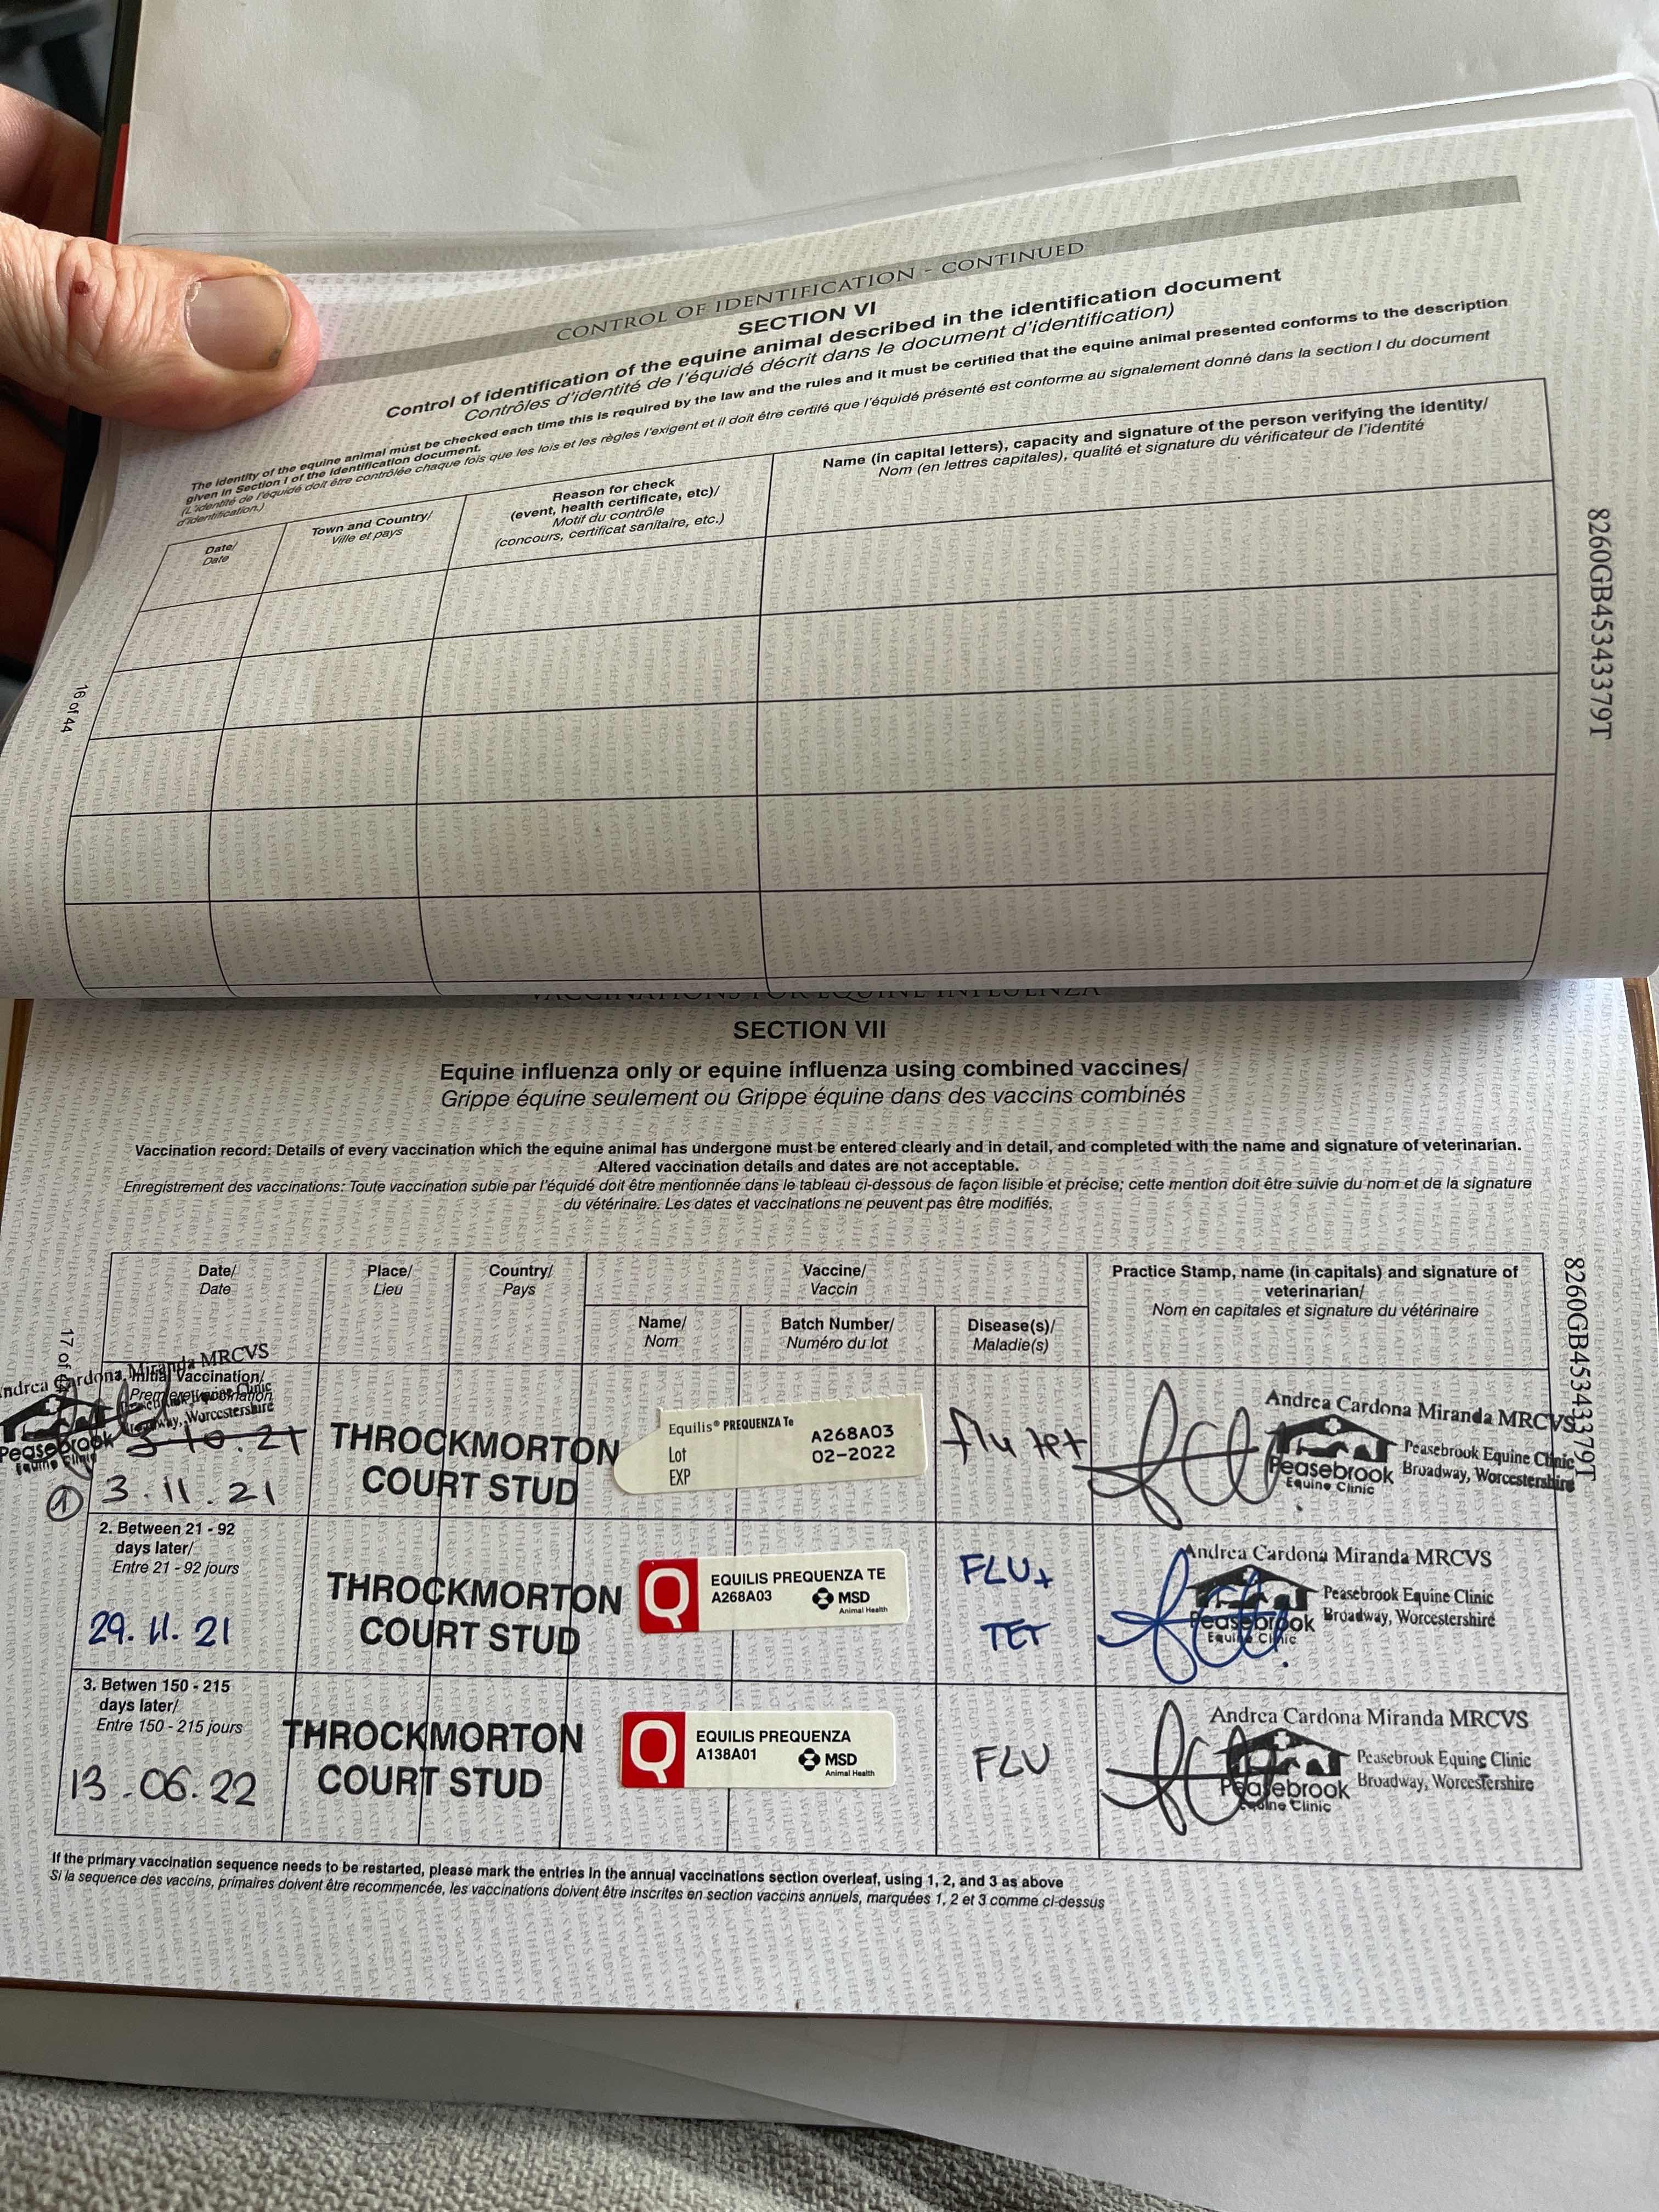 CONTROL OF IDENTIFICATION - CONTINUED
SECTION VI
Control of identification of the equine animal described in the identification document
Contrôles d'identité de l'équidé décrit dans le document d'identification)
The identity of the equine animal must be checked each time this is required by the law and the rules and it must be certified that the equine animal presented conforms to the description
given in Section I of the Identification document.
(L'identité de l'équidé doit être contrôlée chaque fois que les lois et les règles l'exigent et il doit être certifé que l'équidé présenté est conforme au signalement donné dans la section I du document
d'identification.)
Date/
Date
Town and Country/
Ville et pays
Reason for check
(event, health certificate, etc)/
Motif du contrôle
(concours, certificat sanitaire, etc.)
Name (in capital letters), capacity and signature of the person verifying the identity/
Nom (en lettres capitales), qualité et signature du vérificateur de l'identité
16 of 44
8260GB45343379T
VACCINATIONS FOR EQUINE INFLUENZA
SECTION VII
Equine influenza only or equine influenza using combined vaccines/
Grippe équine seulement ou Grippe équine dans des vaccins combinés
Vaccination record: Details of every vaccination which the equine animal has undergone must be entered clearly and in detail, and completed with the name and signature of veterinarian.
Altered vaccination details and dates are not acceptable.
Enregistrement des vaccinations: Toute vaccination subie par l'équidé doit être mentionnée dans le tableau ci-dessous de façon lisible et précise; cette mention doit être suivie du nom et de la signature
du vétérinaire. Les dates et vaccinations ne peuvent pas être modifiés.
Date/
Date
Place/
Lieu
Country/
Pays
Vaccine/
Vaccin
Name/
Nom
Batch Number/
Numéro du lot
Disease(s)/
Maladie(s)
Practice Stamp, name (in capitals) and signature of
veterinarian/
Nom en capitales et signature du vétérinaire
17 of
8260GB45343379T
Andrea Cardona Miranda MRCVS
Initial Vaccination/
Première vaccination
Broadway, Worcestershire
Peasebrook
Equine Clinic
3.10.21
1
3.11.21
THROCKMORTON
COURT STUD
Equilis® PREQUENZA Te
Lot A268A03
EXP 02-2022
flu tet
Andrea Cardona Miranda MRCVS
Peasebrook Equine Clinic
Broadway, Worcestershire
Peasebrook
Equine Clinic
2. Between 21 - 92
days later/
Entre 21 - 92 jours
29.11.21
THROCKMORTON
COURT STUD
Q
EQUILIS PREQUENZA TE
A268A03
MSD
Animal Health
FLU+
TET
Andrea Cardona Miranda MRCVS
Peasebrook Equine Clinic
Broadway, Worcestershire
Peasebrook
Equine Clinic
3. Betwen 150 - 215
days later/
Entre 150 - 215 jours
13.06.22
THROCKMORTON
COURT STUD
Q
EQUILIS PREQUENZA
A138A01
MSD
Animal Health
FLU
Andrea Cardona Miranda MRCVS
Peasebrook Equine Clinic
Broadway, Worcestershire
Peasebrook
Equine Clinic
If the primary vaccination sequence needs to be restarted, please mark the entries in the annual vaccinations section overleaf, using 1, 2, and 3 as above
Si la sequence des vaccins, primaires doivent être recommencée, les vaccinations doivent être inscrites en section vaccins annuels, marquées 1, 2 et 3 comme ci-dessus